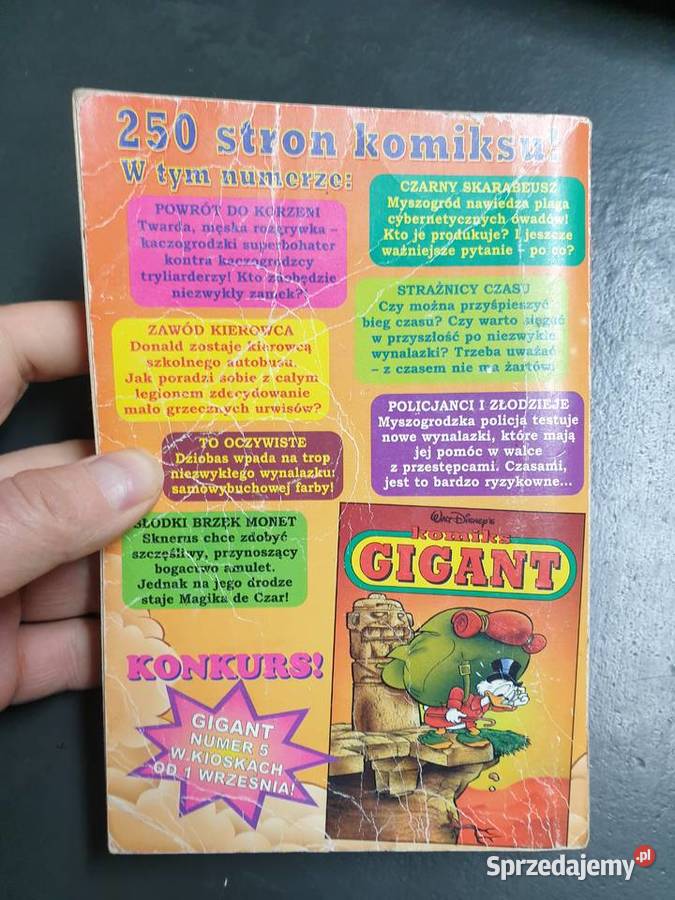 250 stron komiksu!
W tym numerze:
POWRÓT DO KORZENI
Twarda, męska rozgrywka –
kaczogrodzki superbohater
kontra kaczogrodzcy
tryliarderzy! Kto zdobędzie
niezwykły zamek?!
CZARNY SKARABEUSZ
Myszogród nawiedza plaga
cybernetycznych owadów!
Kto je produkuje? I jeszcze
ważniejsze pytanie – po co?
STRAŻNICY CZASU
Czy można przyśpieszyć
bieg czasu? Czy warto sięgać
w przyszłość po niezwykłe
wynalazki? Trzeba uważać
– z czasem nie ma żartów!
ZAWÓD KIEROWCA
Donald zostaje kierowcą
szkolnego autobusu.
Jak poradzi sobie z całym
legionem zdecydowanie
mało grzecznych urwisów?
POLICJANCI I ZŁODZIEJE
Myszogrodzka policja testuje
nowe wynalazki, które mają
jej pomóc w walce
z przestępcami. Czasami,
jest to bardzo ryzykowne...
TO OCZYWISTE
Dziobas wpada na trop
niezwykłego wynalazku:
samowybuchowej farby!
SŁODKI BRZĘK MONET
Sknerus chce zdobyć
szczęśliwy, przynoszący
bogactwo amulet.
Jednak na jego drodze
staje Magika de Czar!
KONKURS!
GIGANT
NUMER 5
W KIOSKACH
OD 1 WRZEŚNIA!
Walt Disney's
komiks
GIGANT
Sprzedajemy.pl